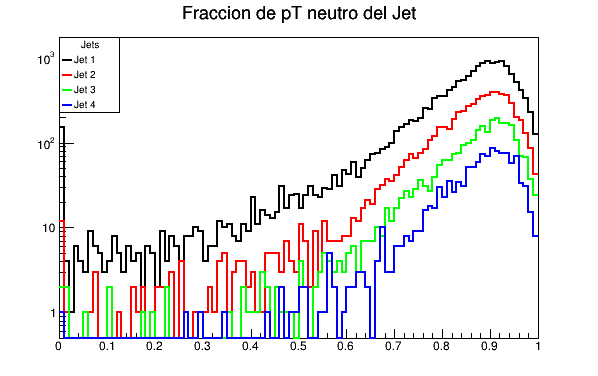 Fraccion de pT neutro del Jet
Jets
Jet 1
Jet 2
Jet 3
Jet 4
10³
10²
10
1
0 0.1 0.2 0.3 0.4 0.5 0.6 0.7 0.8 0.9 1